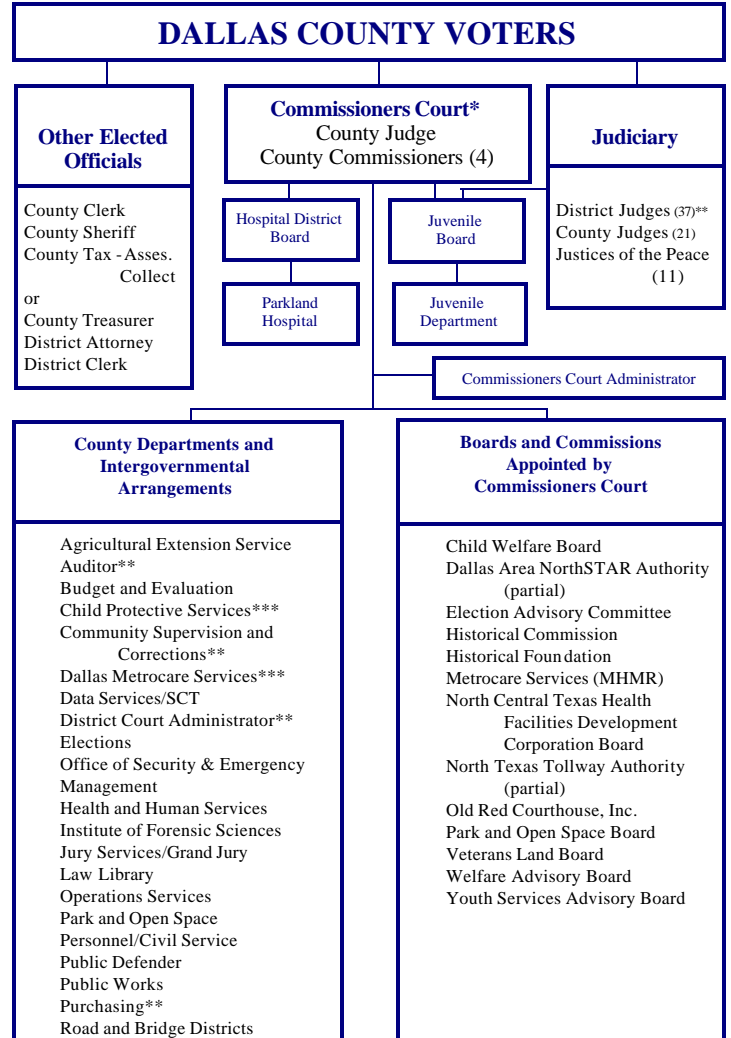 DALLAS COUNTY VOTERS
Other Elected
Officials
County Clerk
County Sheriff
County Tax - Asses.
Collect
or
County Treasurer
District Attorney
District Clerk
Commissioners Court*
County Judge
County Commissioners (4)
Hospital District
Board
Parkland
Hospital
Juvenile
Board
Juvenile
Department
Judiciary
District Judges (37)**
County Judges (21)
Justices of the Peace
(11)
Commissioners Court Administrator
County Departments and
Intergovernmental
Arrangements
Agricultural Extension Service
Auditor**
Budget and Evaluation
Child Protective Services***
Community Supervision and
Corrections**
Dallas Metrocare Services***
Data Services/SCT
District Court Administrator**
Elections
Office of Security & Emergency
Management
Health and Human Services
Institute of Forensic Sciences
Jury Services/Grand Jury
Law Library
Operations Services
Park and Open Space
Personnel/Civil Service
Public Defender
Public Works
Purchasing**
Road and Bridge Districts
Boards and Commissions
Appointed by
Commissioners Court
Child Welfare Board
Dallas Area NorthSTAR Authority
(partial)
Election Advisory Committee
Historical Commission
Historical Foundation
Metrocare Services (MHMR)
North Central Texas Health
Facilities Development
Corporation Board
North Texas Tollway Authority
(partial)
Old Red Courthouse, Inc.
Park and Open Space Board
Veterans Land Board
Welfare Advisory Board
Youth Services Advisory Board